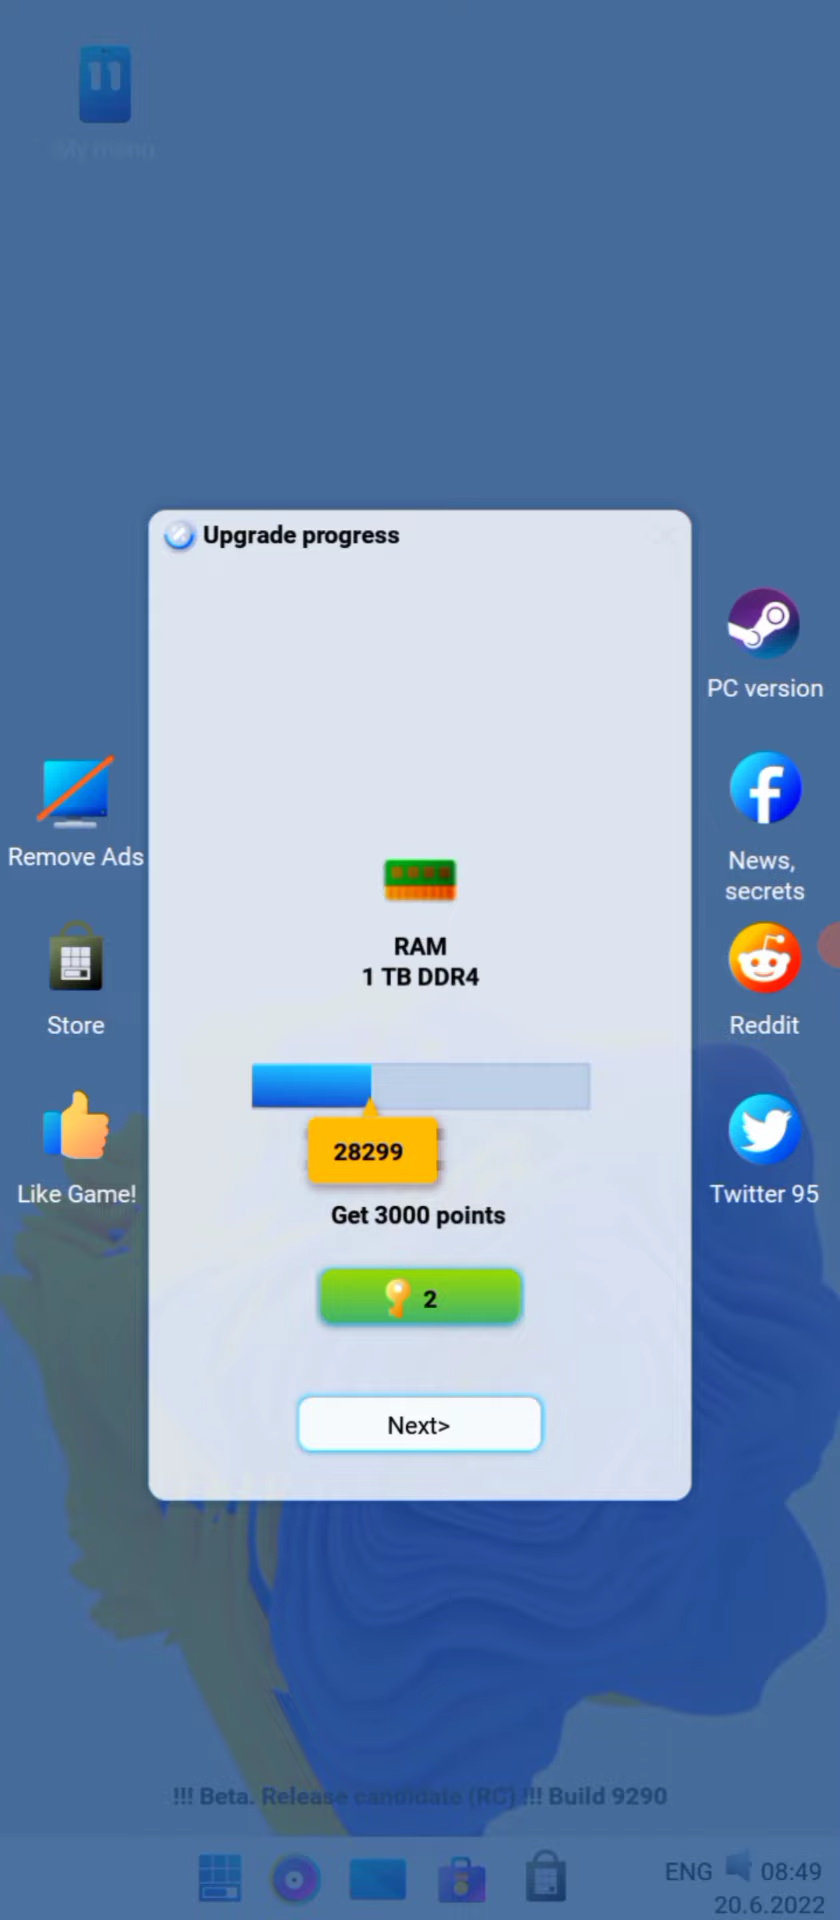 My menu
Upgrade progress
PC version
Remove Ads
News,
secrets
RAM
1 TB DDR4
Store
Reddit
28299
Like Game!
Twitter 95
Get 3000 points
2
Next>
!!! Beta. Release candidate (RC) !!! Build 9290
ENG 08:49
20.6.2022